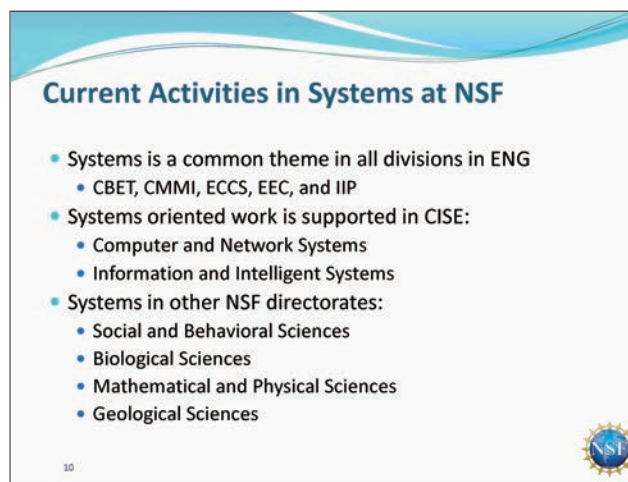 Current Activities in Systems at NSF
• Systems is a common theme in all divisions in ENG
• CBET, CMMI, ECCS, EEC, and IIP
• Systems oriented work is supported in CISE:
• Computer and Network Systems
• Information and Intelligent Systems
• Systems in other NSF directorates:
• Social and Behavioral Sciences
• Biological Sciences
• Mathematical and Physical Sciences
• Geological Sciences
10
NSF